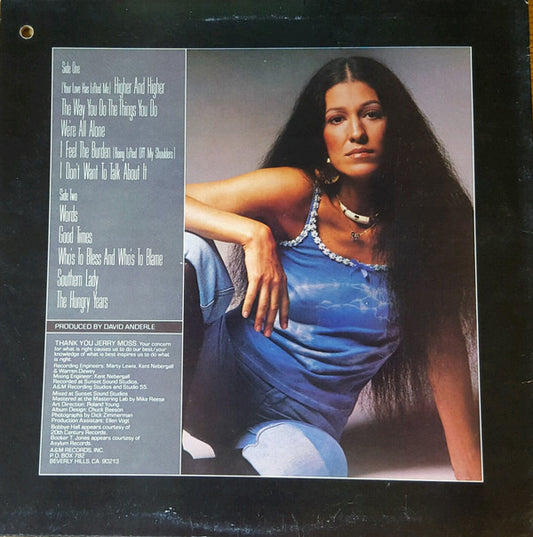 Side One
(Your Love Has Lifted Me) Higher And Higher
The Way You Do The Things You Do
We're All Alone
I Feel The Burden (Being Lifted Off My Shoulders)
I Don't Want To Talk About It
Side Two
Words
Good Times
Who's To Bless And Who's To Blame
Southern Lady
The Hungry Years
PRODUCED BY DAVID ANDERLE
THANK YOU JERRY MOSS. Your concern
for what is right causes us to do our best/your
knowledge of what is best inspires us to do what
is right.
Recording Engineers: Marty Lewis, Kent Nebergall
& Warren Dewey
Mixing Engineer: Kent Nebergall
Recorded at Sunset Sound Studios,
A&M Recording Studios and Studio 55.
Mixed at Sunset Sound Studios
Mastered at the Mastering Lab by Mike Reese
Art Direction: Roland Young
Album Design: Chuck Beeson
Photographs by Dick Zimmerman
Production Assistant: Ellen Vogt
Bobbye Hall appears courtesy of
20th Century Records.
Booker T. Jones appears courtesy of
Asylum Records.
A&M RECORDS, INC.
P.O. BOX 782
BEVERLY HILLS, CA 90213